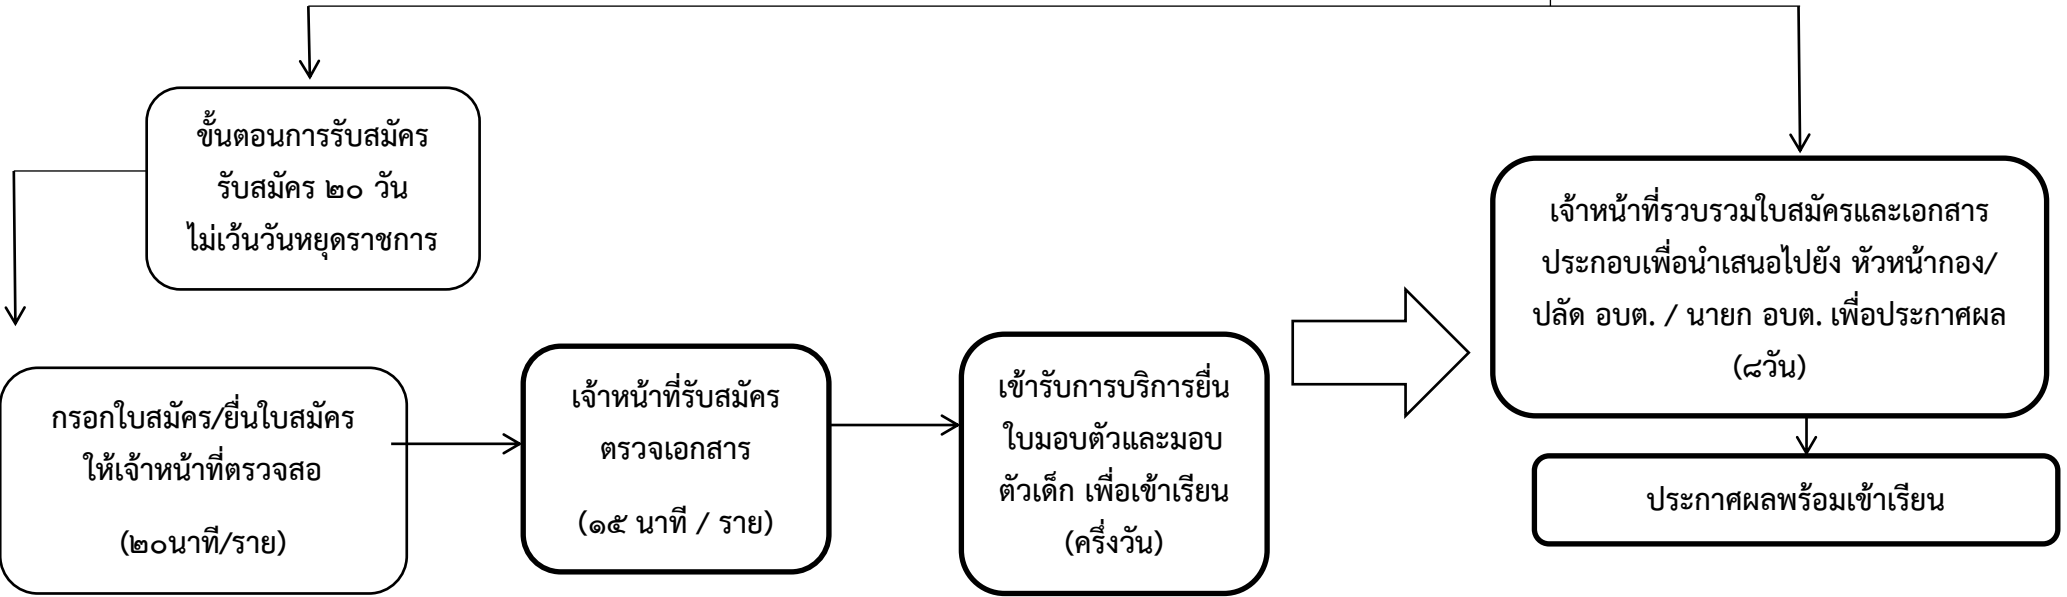 ขั้นตอนการรับสมัคร
รับสมัคร ๒๐ วัน
ไม่เว้นวันหยุดราชการ
กรอกใบสมัคร/ยื่นใบสมัคร
ให้เจ้าหน้าที่ตรวจสอ
(๒๐นาที/ราย)
เจ้าหน้าที่รับสมัคร
ตรวจเอกสาร
(๑๕ นาที / ราย)
เข้ารับการบริการยื่น
ใบมอบตัวและมอบ
ตัวเด็ก เพื่อเข้าเรียน
(ครึ่งวัน)
เจ้าหน้าที่รวบรวมใบสมัครและเอกสาร
ประกอบเพื่อนำเสนอไปยัง หัวหน้ากอง/
ปลัด อบต. / นายก อบต. เพื่อประกาศผล
(๘วัน)
ประกาศผลพร้อมเข้าเรียน